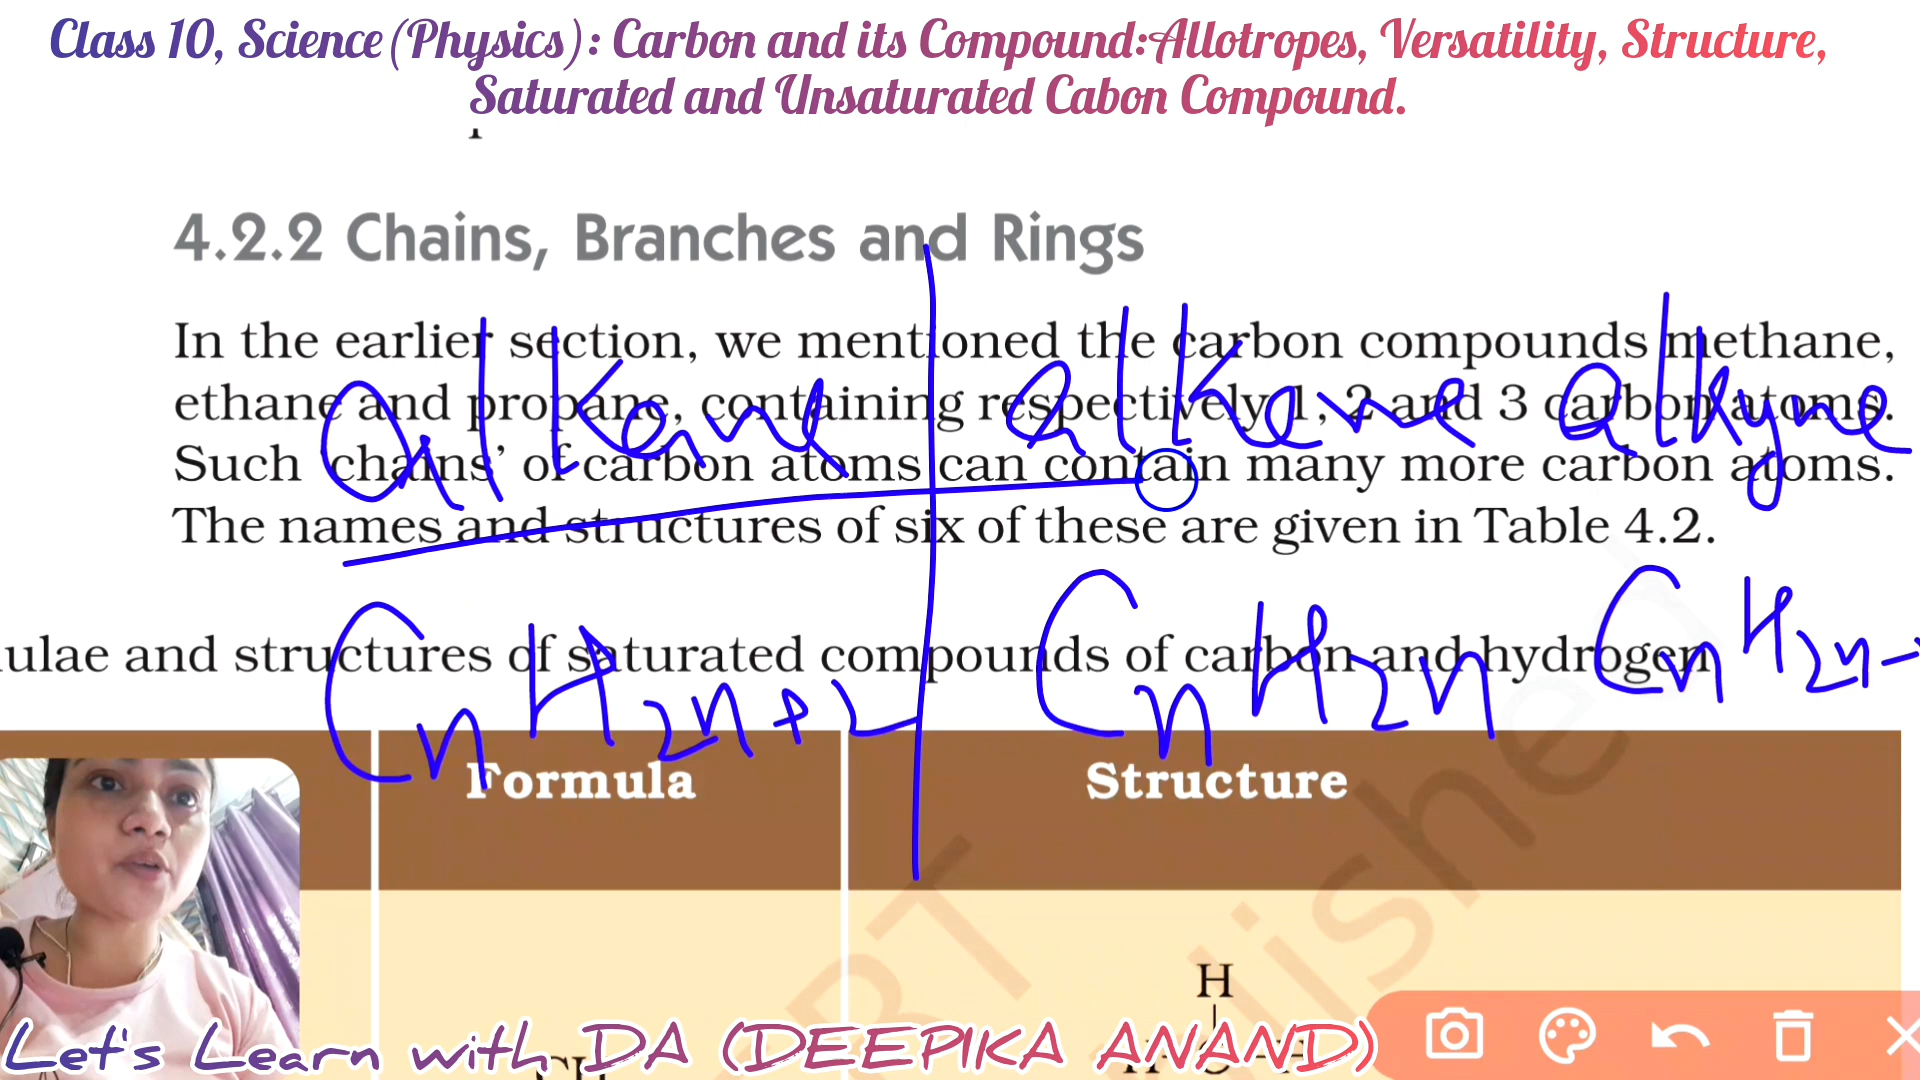 Class 10, Science (Physics): Carbon and its Compound:Allotropes, Versatility, Structure,
Saturated and Unsaturated Cabon Compound.
4.2.2 Chains, Branches and Rings
In the earlier section, we mentioned the carbon compounds methane,
ethane and propane, containing respectively 1, 2 and 3 carbon atoms.
Such ‘chains’ of carbon atoms can contain many more carbon atoms.
The names and structures of six of these are given in Table 4.2.
alkane alkene alkyne
ulae and structures of saturated compounds of carbon and hydrogen
CnH2n+2 CnH2n CnH2n-
Formula Structure
H
Let's Learn with DA (DEEPIKA ANAND)